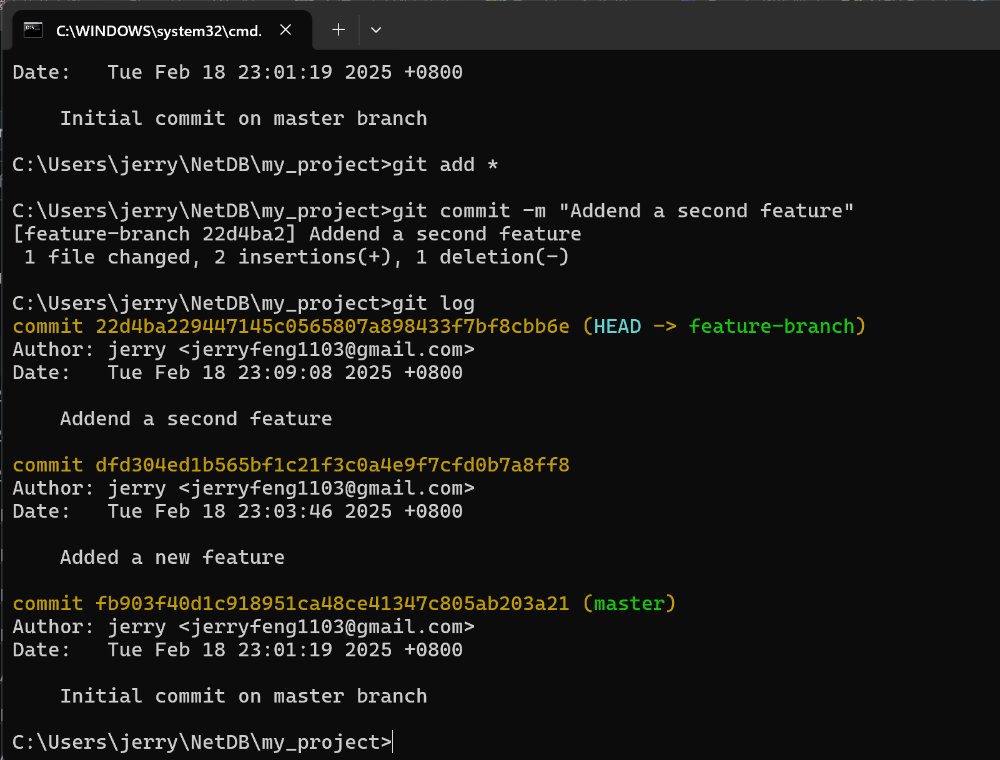 C:\WINDOWS\system32\cmd.
Date:   Tue Feb 18 23:01:19 2025 +0800
    Initial commit on master branch
C:\Users\jerry\NetDB\my_project>git add *
C:\Users\jerry\NetDB\my_project>git commit -m "Addend a second feature"
[feature-branch 22d4ba2] Addend a second feature
 1 file changed, 2 insertions(+), 1 deletion(-)
C:\Users\jerry\NetDB\my_project>git log
commit 22d4ba229447145c0565807a898433f7bf8cbb6e (HEAD -> feature-branch)
Author: jerry <jerryfeng1103@gmail.com>
Date:   Tue Feb 18 23:09:08 2025 +0800
    Addend a second feature
commit dfd304ed1b565bf1c21f3c0a4e9f7cfd0b7a8ff8
Author: jerry <jerryfeng1103@gmail.com>
Date:   Tue Feb 18 23:03:46 2025 +0800
    Added a new feature
commit fb903f40d1c918951ca48ce41347c805ab203a21 (master)
Author: jerry <jerryfeng1103@gmail.com>
Date:   Tue Feb 18 23:01:19 2025 +0800
    Initial commit on master branch
C:\Users\jerry\NetDB\my_project>